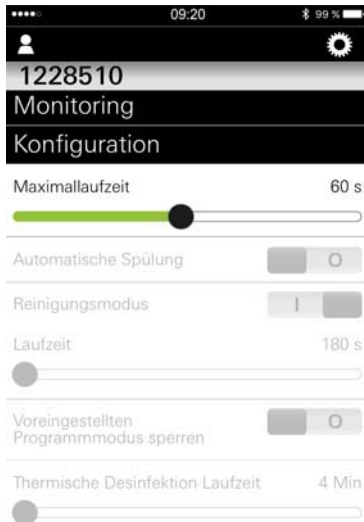 09:20 99 %
1228510
Monitoring
Konfiguration
Maximallaufzeit 60 s
Automatische Spülung O
Reinigungsmodus I
Laufzeit 180 s
Voreingestellten O
Programmmodus sperren
Thermische Desinfektion Laufzeit 4 Min